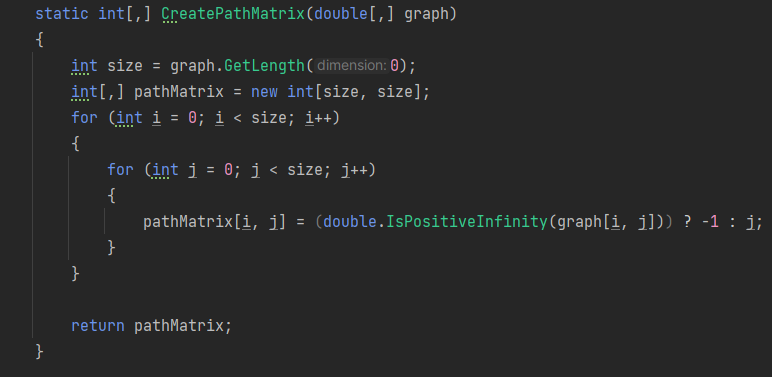 static int[,] CreatePathMatrix(double[,] graph)
{
    int size = graph.GetLength(dimension: 0);
    int[,] pathMatrix = new int[size, size];
    for (int i = 0; i < size; i++)
    {
        for (int j = 0; j < size; j++)
        {
            pathMatrix[i, j] = (double.IsPositiveInfinity(graph[i, j])) ? -1 : j;
        }
    }

    return pathMatrix;
}